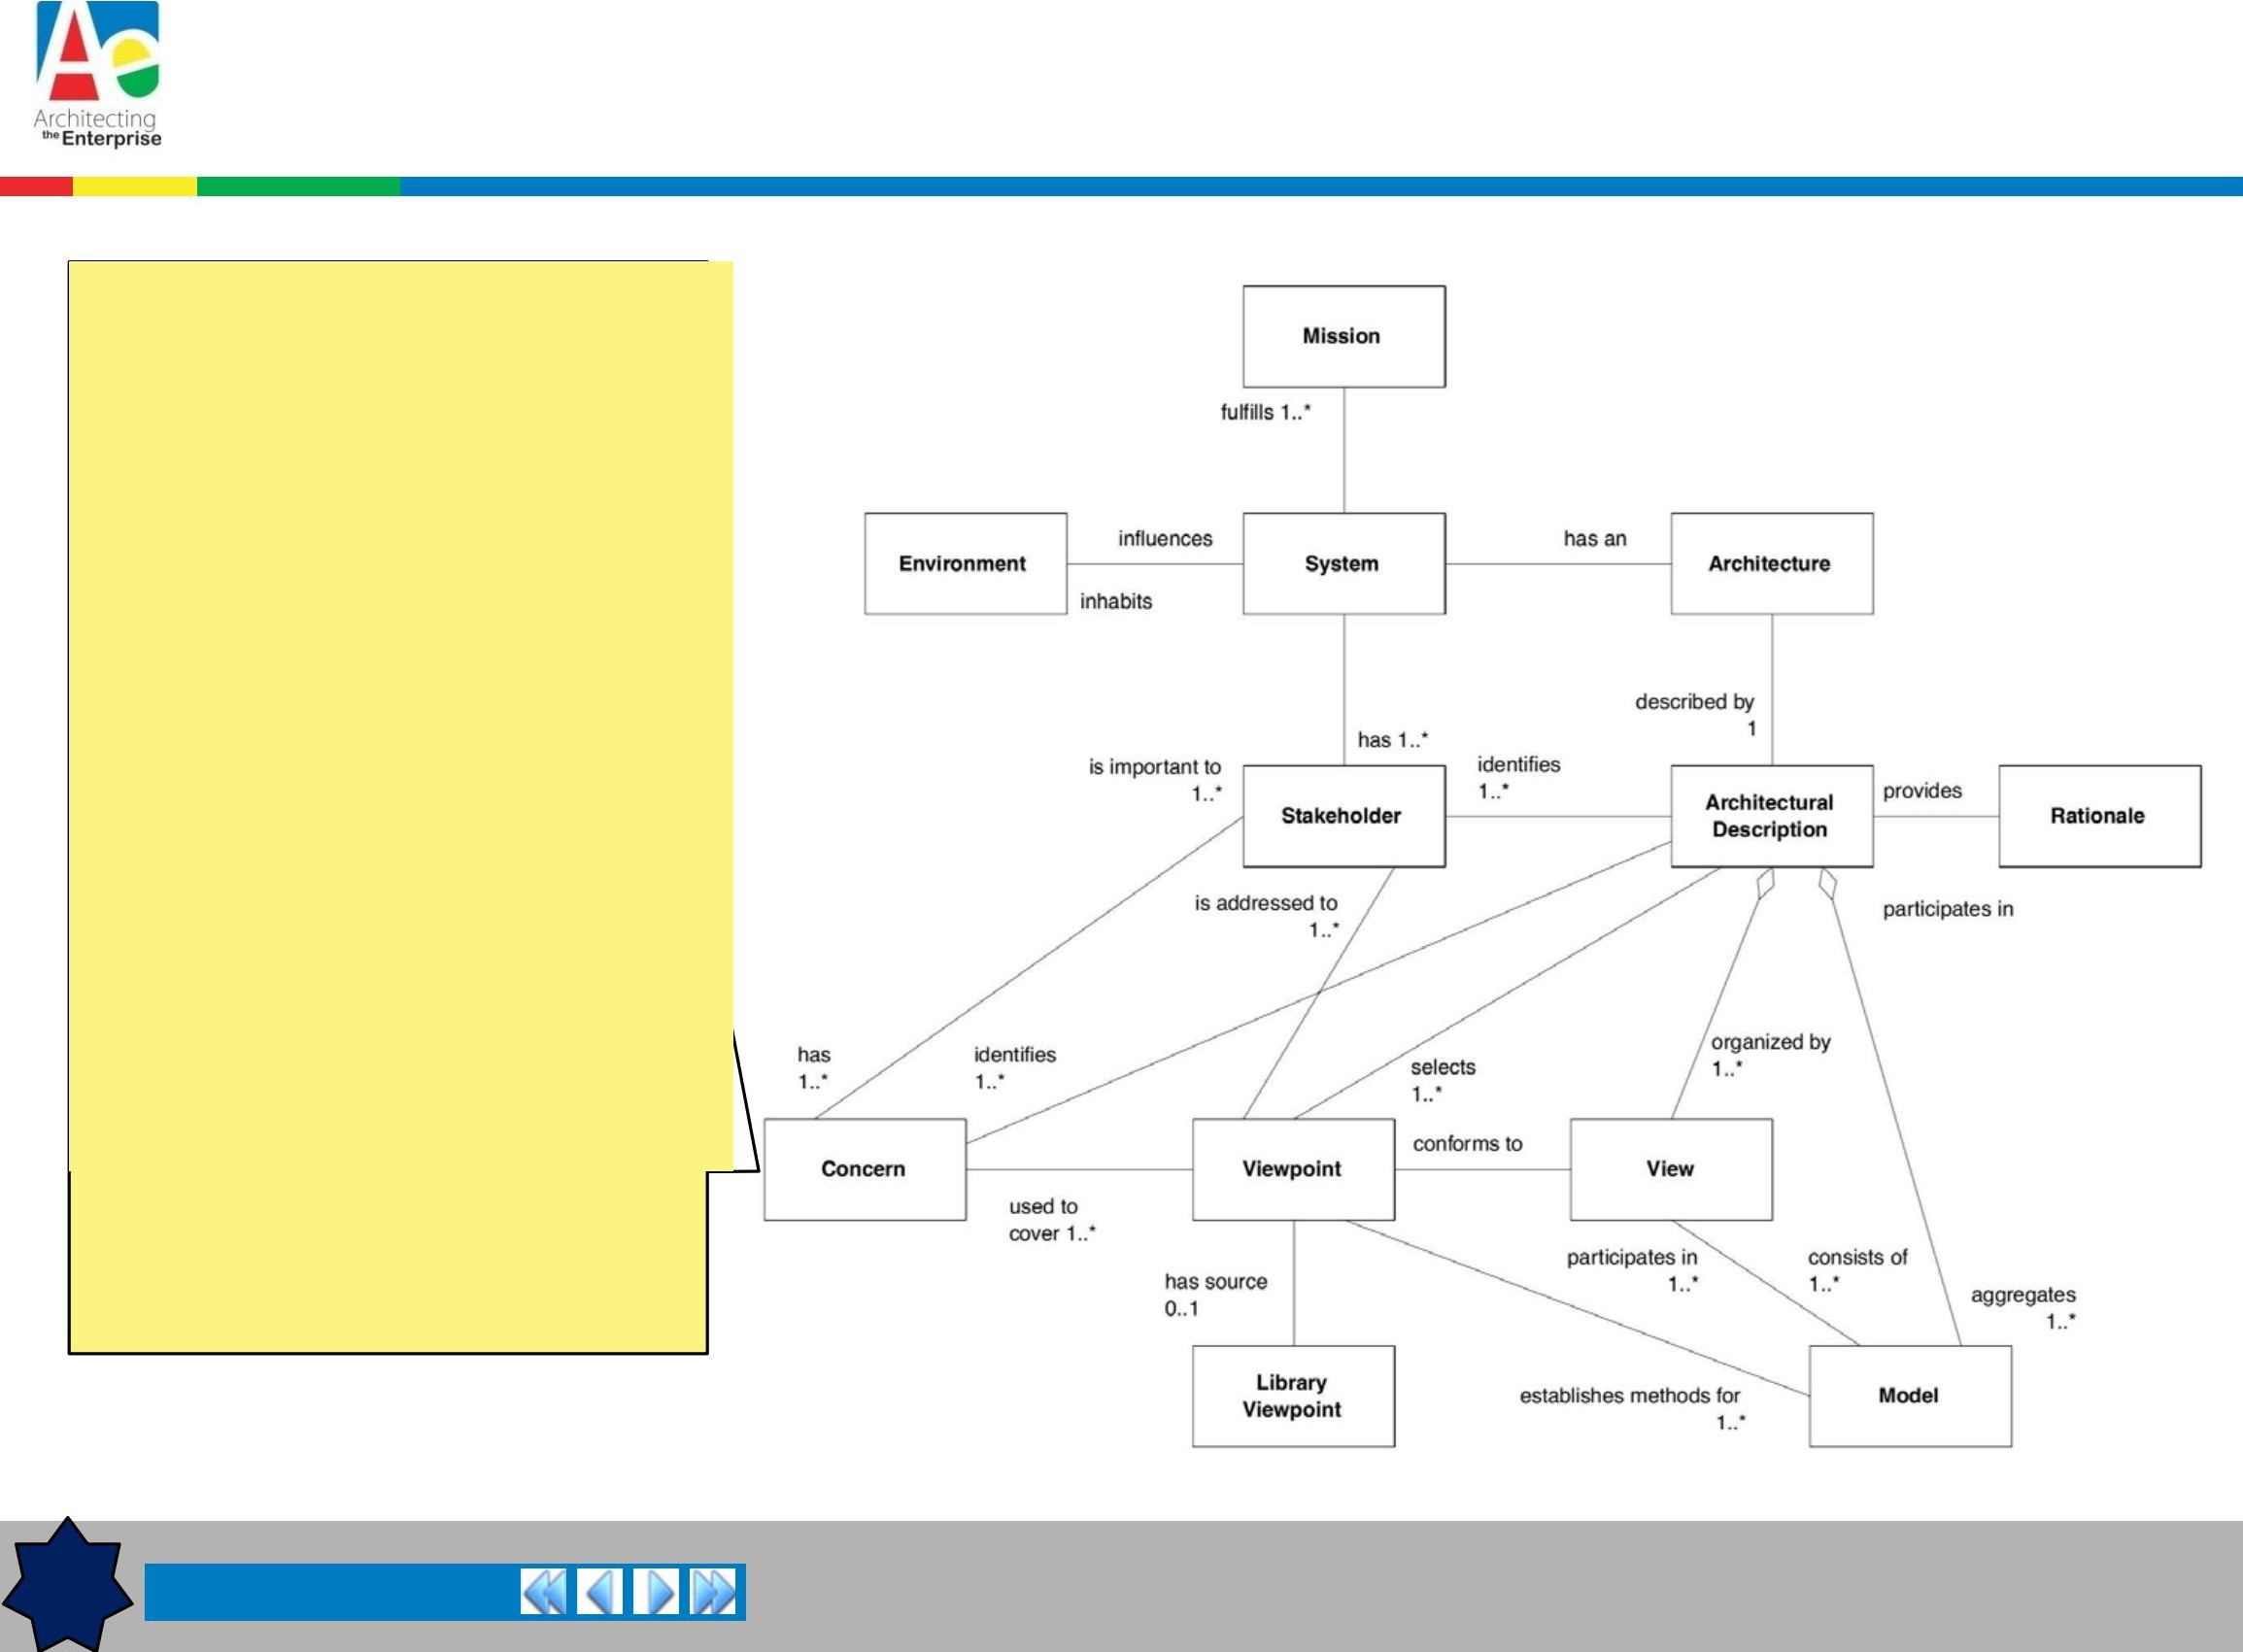 Architecting
the Enterprise
Mission
fulfills 1..*
influences
has an
Environment
System
Architecture
inhabits
described by
1
has 1..*
is important to
1..*
identifies
1..*
Stakeholder
Architectural
Description
provides
Rationale
is addressed to
1..*
participates in
has
1..*
identifies
1..*
organized by
1..*
selects
1..*
Concern
Viewpoint
conforms to
View
used to
cover 1..*
has source
0..1
participates in
1..*
consists of
1..*
aggregates
1..*
Library
Viewpoint
establishes methods for
1..*
Model